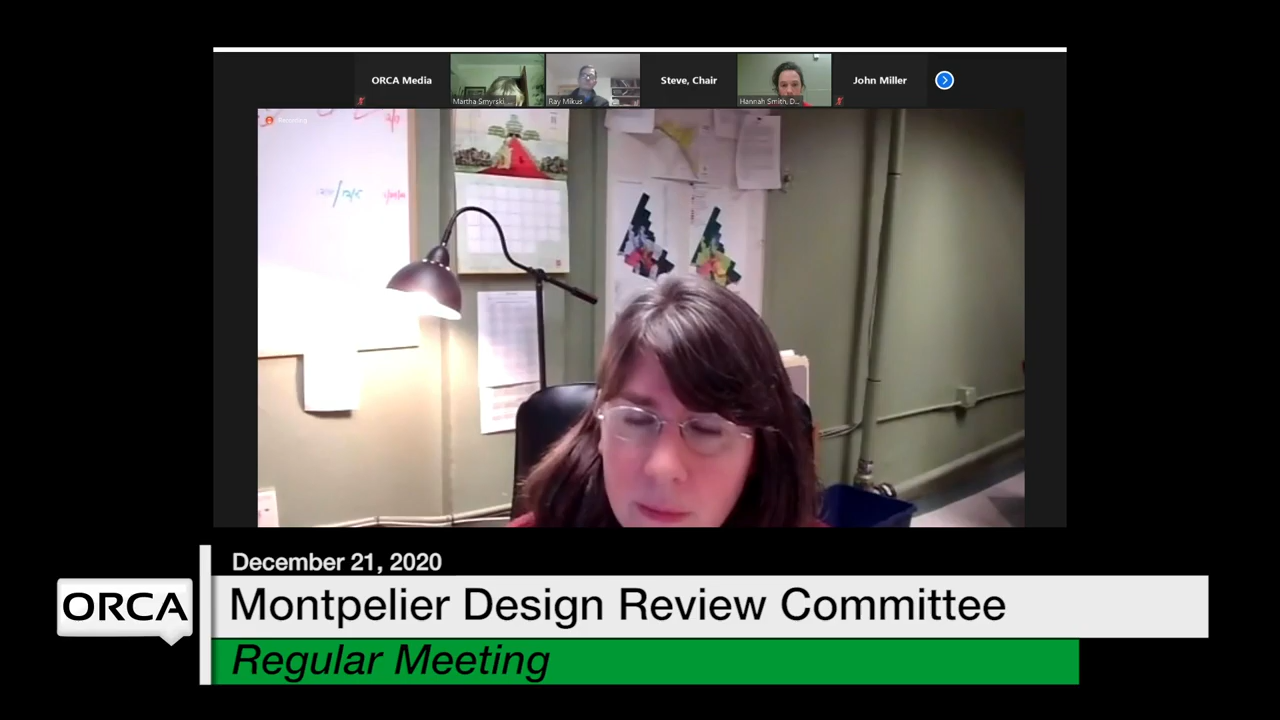 ORCA Media
Martha Smyrski ...
Ray Mikus
Steve, Chair
Hannah Smith, D...
John Miller
Recording
December 21, 2020
Montpelier Design Review Committee
ORCA
Regular Meeting